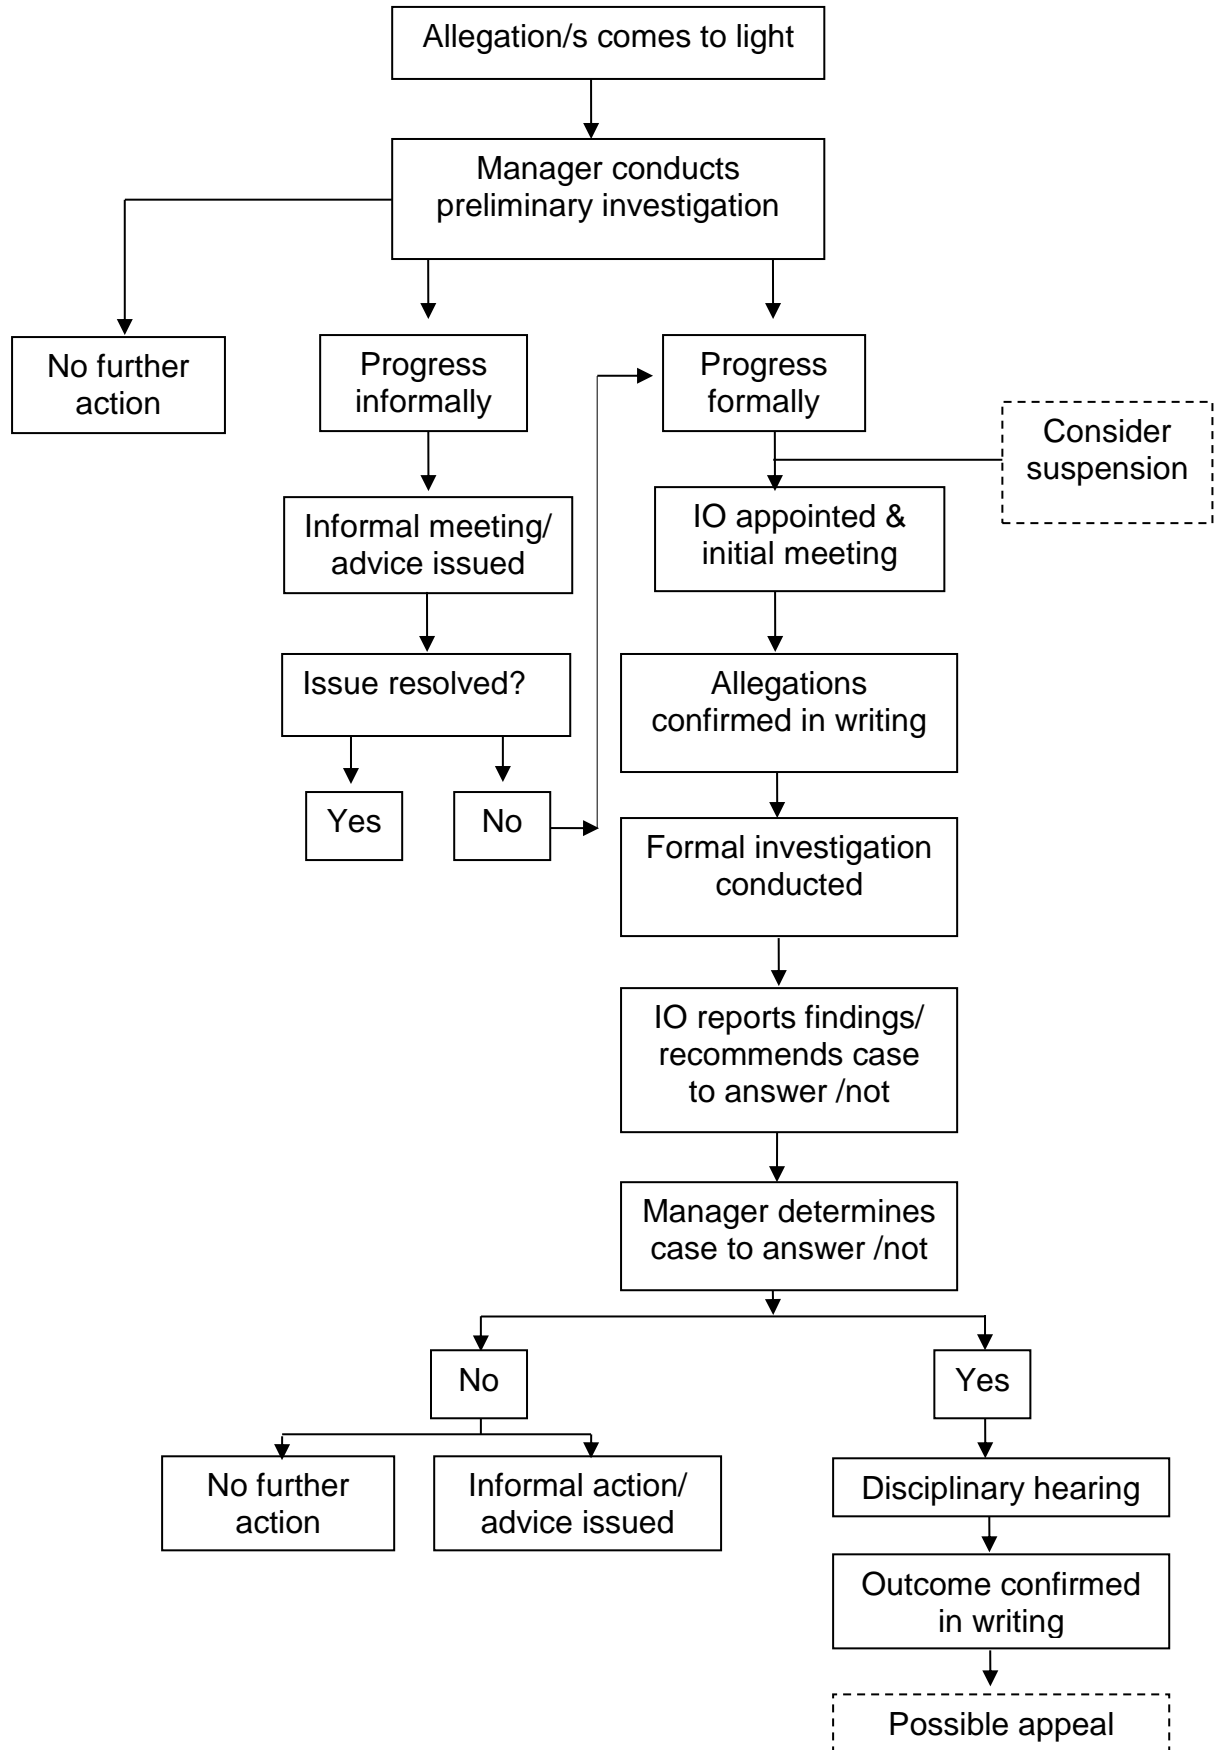 Allegation/s comes to light
Manager conducts
preliminary investigation
No further
action
Progress
informally
Progress
formally
Consider
suspension
Informal meeting/
advice issued
IO appointed &
initial meeting
Issue resolved?
Allegations
confirmed in writing
Yes
No
Formal investigation
conducted
IO reports findings/
recommends case
to answer /not
Manager determines
case to answer /not
No
Yes
No further
action
Informal action/
advice issued
Disciplinary hearing
Outcome confirmed
in writing
Possible appeal